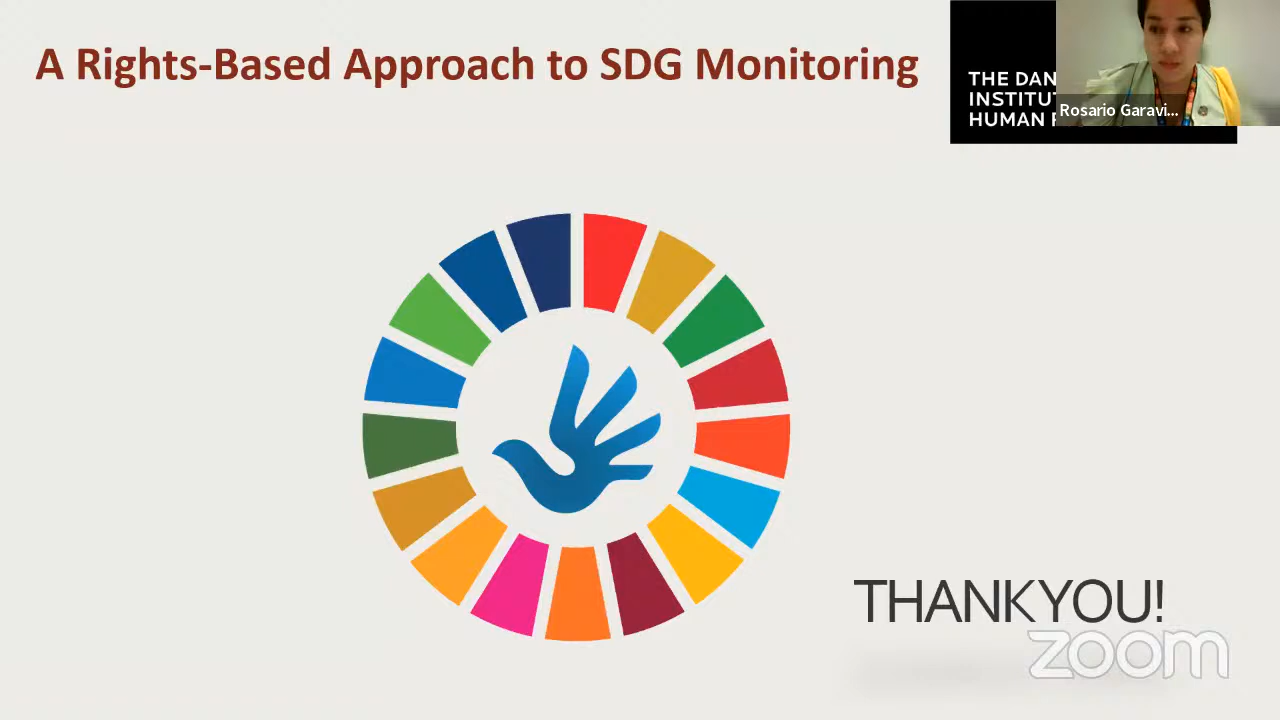 A Rights-Based Approach to SDG Monitoring
THE DAN
INSTITUT
HUMAN
Rosario Garavi...
THANKYOU!
zoom